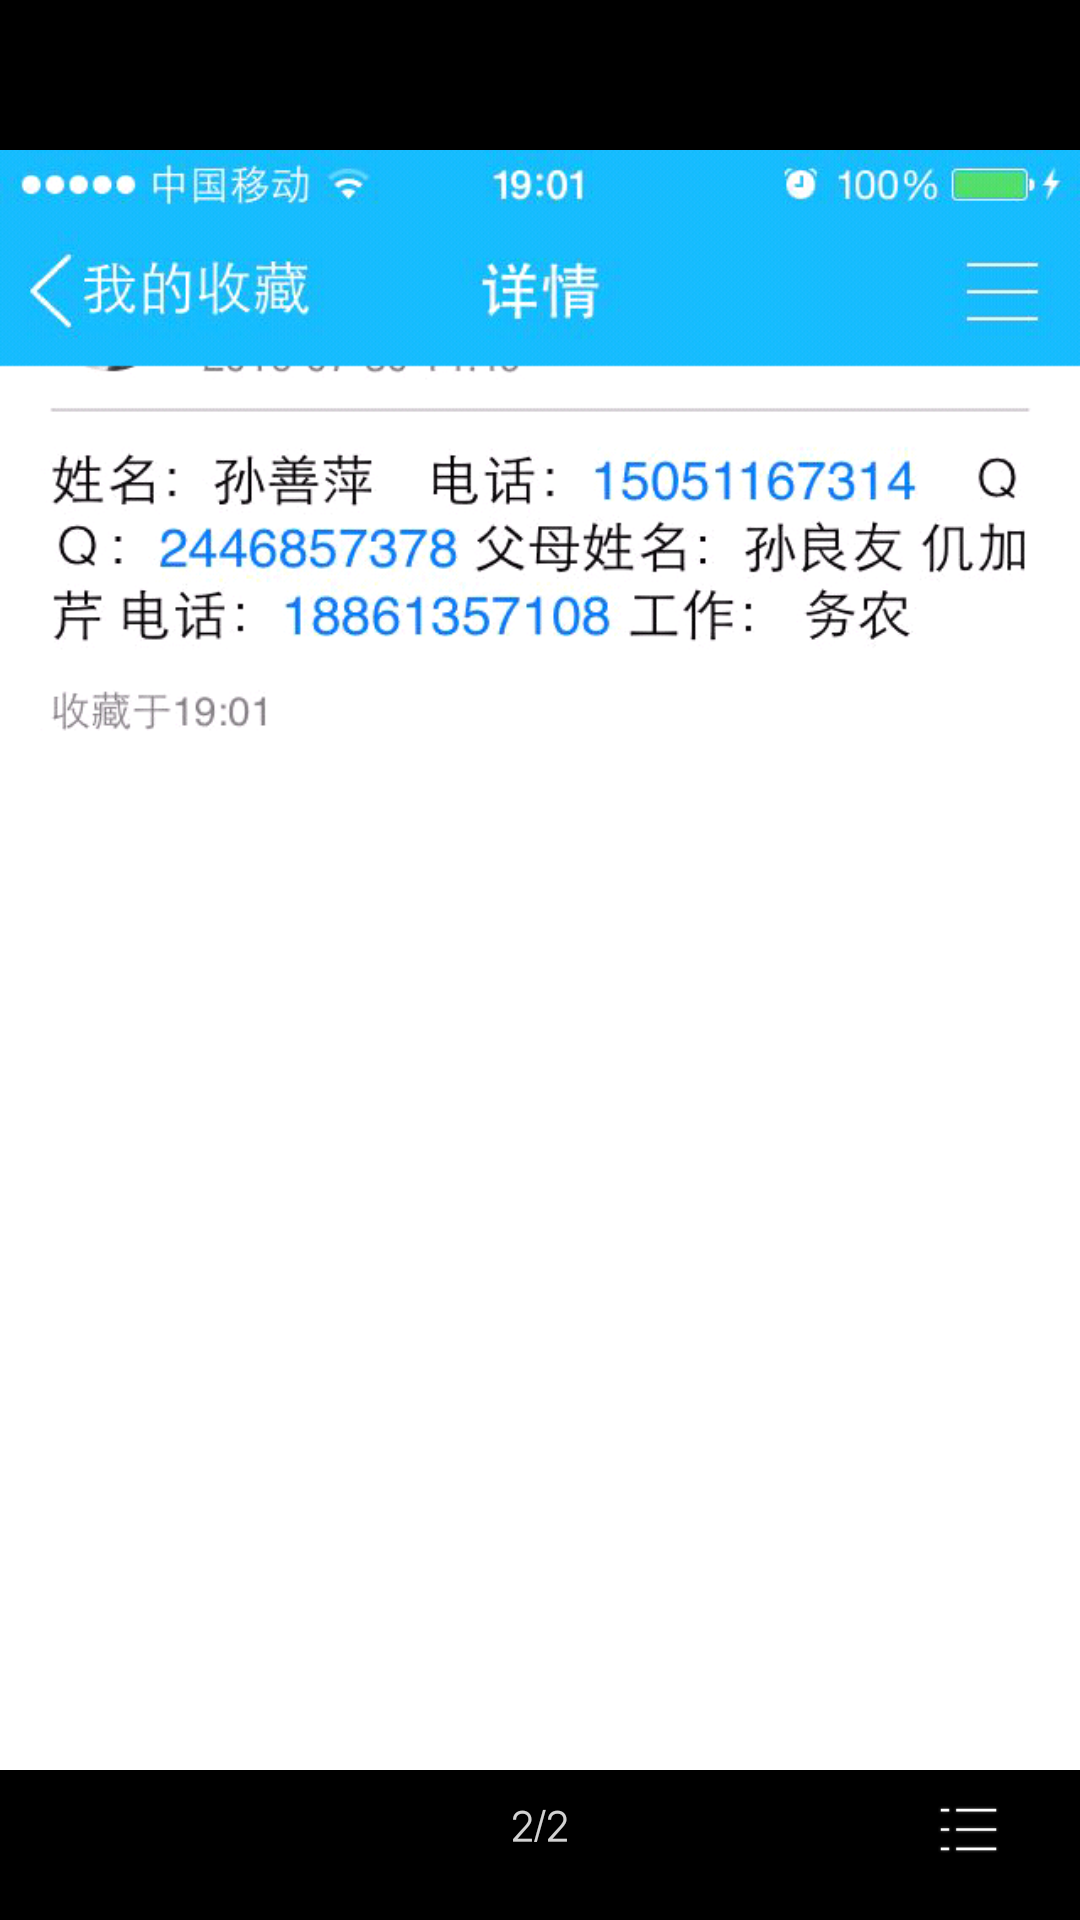 中国移动 19:01 100%
我的收藏 详情
姓名：孙善萍 电话：15051167314 Q
Q：2446857378 父母姓名：孙良友 仉加
芹 电话：18861357108 工作： 务农
收藏于19:01
2/2